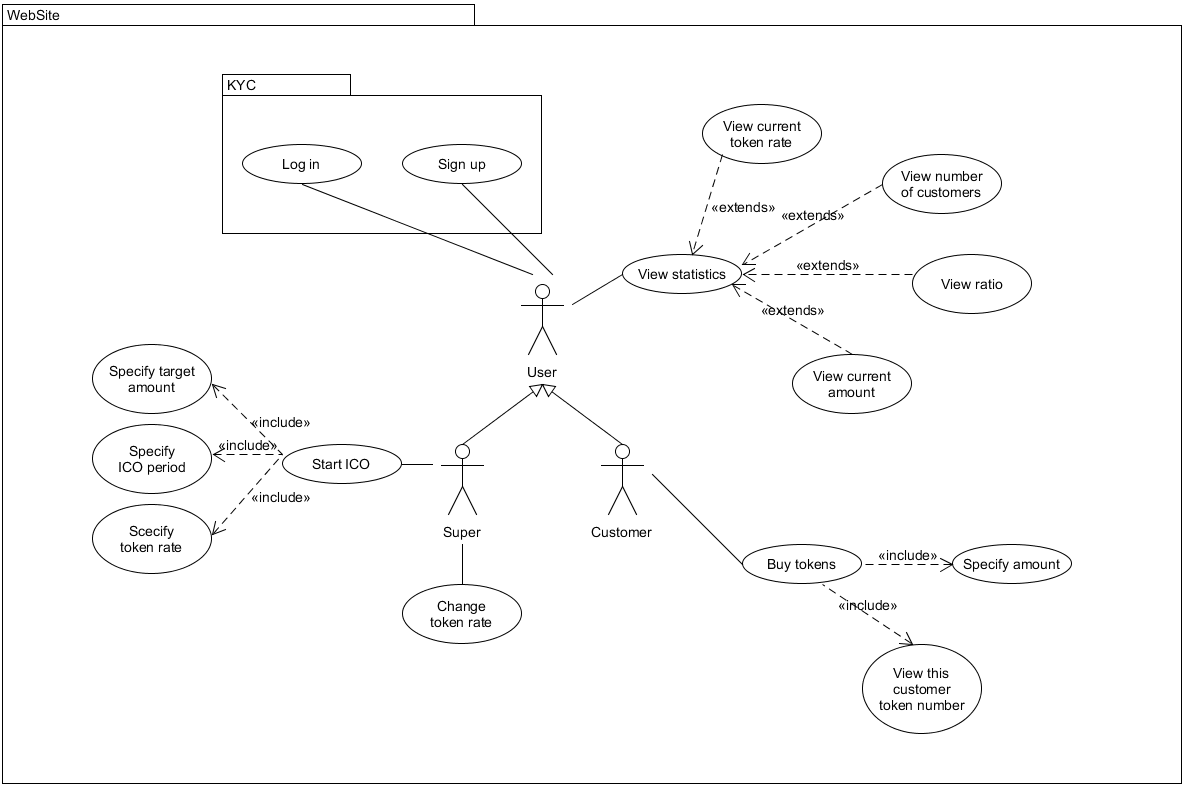 WebSite
KYC
Log in
Sign up
View current
token rate
View number
of customers
«extends»
«extends»
View statistics
«extends»
View ratio
«extends»
User
View current
amount
Specify target
amount
«include»
Specify
ICO period
«include»
Start ICO
«include»
Scecify
token rate
Super
Customer
Change
token rate
Buy tokens
«include»
Specify amount
«include»
View this
customer
token number